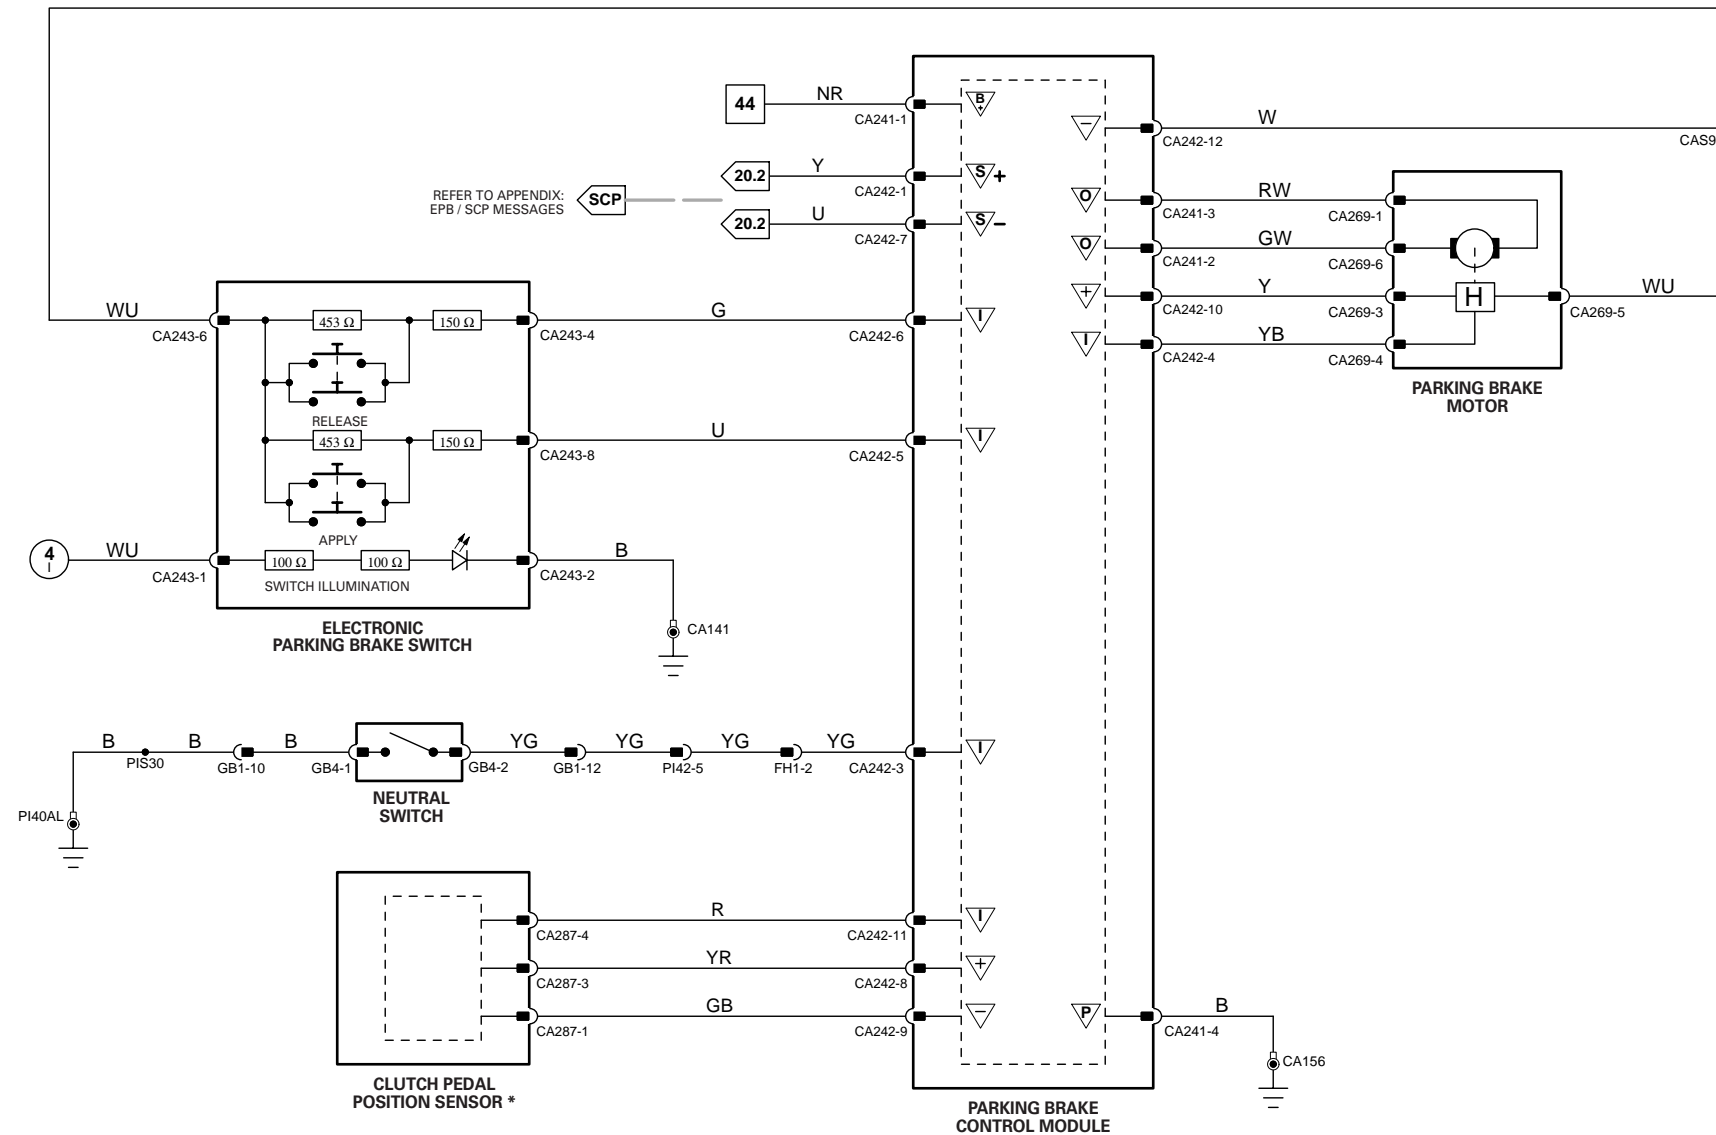 44
NR
CA241-1
B
+
20.2
Y
CA242-1
S
+
REFER TO APPENDIX:
EPB / SCP MESSAGES
SCP
20.2
U
CA242-7
S
–
–
CA242-12
W
CAS9
O
CA241-3
RW
CA269-1
O
CA241-2
GW
CA269-6
+
CA242-10
Y
CA269-3
H
CA269-5
WU
I
CA242-4
YB
CA269-4
PARKING BRAKE
MOTOR
WU
CA243-6
453 Ω
150 Ω
CA243-4
G
CA242-6
I
RELEASE
453 Ω
150 Ω
CA243-8
U
CA242-5
I
APPLY
4
I
WU
CA243-1
100 Ω
100 Ω
CA243-2
B
SWITCH ILLUMINATION
CA141
ELECTRONIC
PARKING BRAKE SWITCH
B
PIS30
B
GB1-10
B
GB4-1
GB4-2
YG
GB1-12
YG
PI42-5
YG
FH1-2
YG
CA242-3
I
NEUTRAL
SWITCH
PI40AL
CA287-4
R
CA242-11
I
CA287-3
YR
CA242-8
+
CA287-1
GB
CA242-9
–
P
CA241-4
B
CA156
CLUTCH PEDAL
POSITION SENSOR *
PARKING BRAKE
CONTROL MODULE